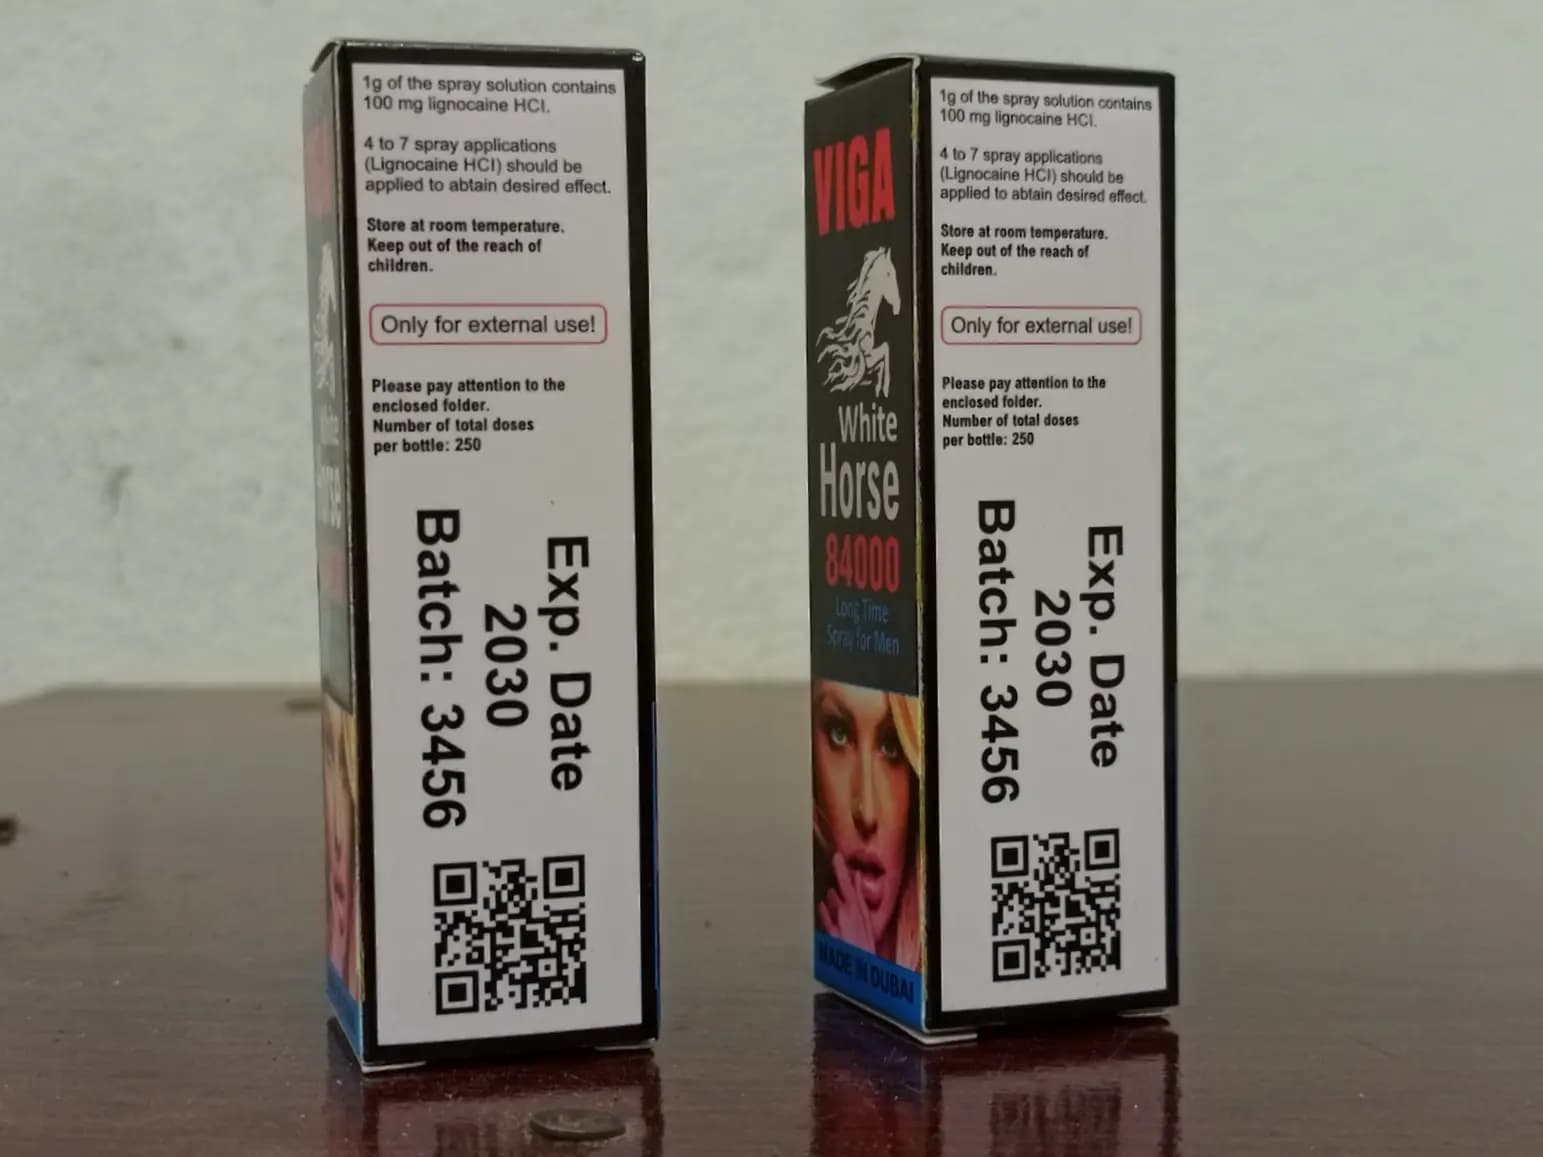 1g of the spray solution contains
100 mg lignocaine HCI.
4 to 7 spray applications
(Lignocaine HCI) should be
applied to abtain desired effect.
Store at room temperature.
Keep out of the reach of
children.
Only for external use!
Please pay attention to the
enclosed folder.
Number of total doses
per bottle: 250
Exp. Date
2030
Batch: 3456
VIGA
White
Horse
84000
Long Time
Spray for Men
MADE IN DUBAI
1g of the spray solution contains
100 mg lignocaine HCI.
4 to 7 spray applications
(Lignocaine HCI) should be
applied to abtain desired effect.
Store at room temperature.
Keep out of the reach of
children.
Only for external use!
Please pay attention to the
enclosed folder.
Number of total doses
per bottle: 250
Exp. Date
2030
Batch: 3456